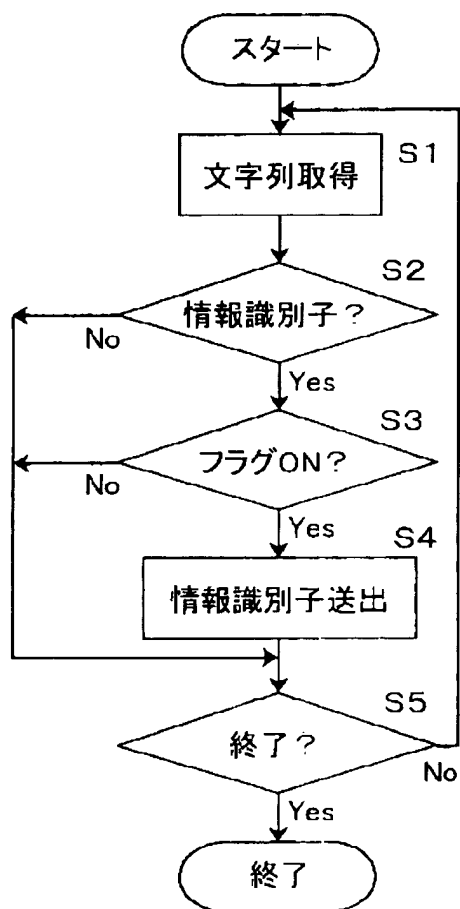 スタート
S1
文字列取得
S2
情報識別子?
No
Yes
S3
フラグON?
No
Yes
S4
情報識別子送出
S5
終了?
No
Yes
終了